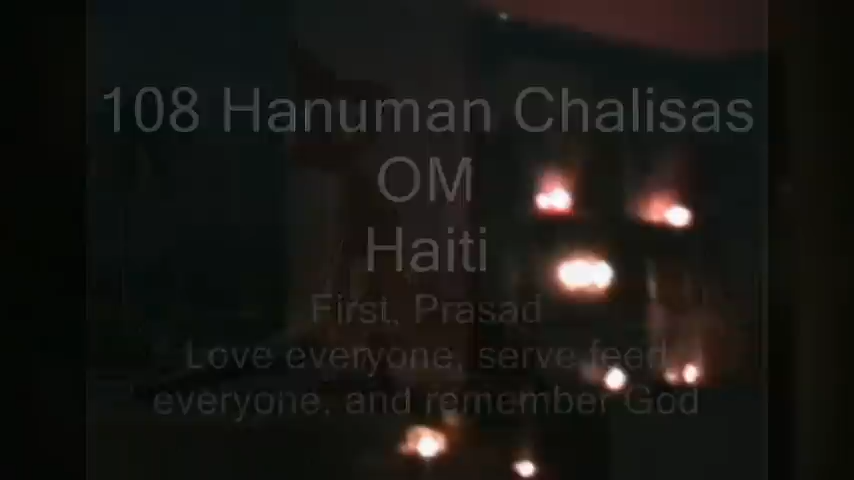 108 Hanuman Chalisas
OM
Haiti
First, Prasad
Love everyone, serve feed
everyone, and remember God